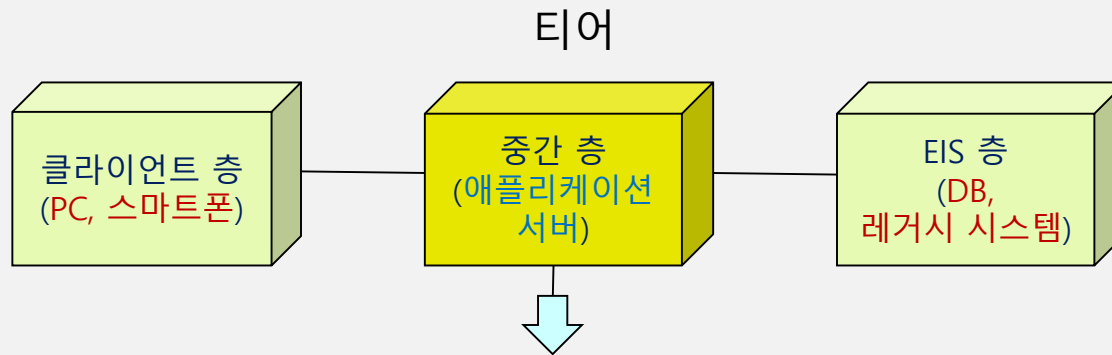 티어
클라이언트 층
(PC, 스마트폰)
중간 층
(애플리케이션
서버)
EIS 층
(DB,
레거시 시스템)